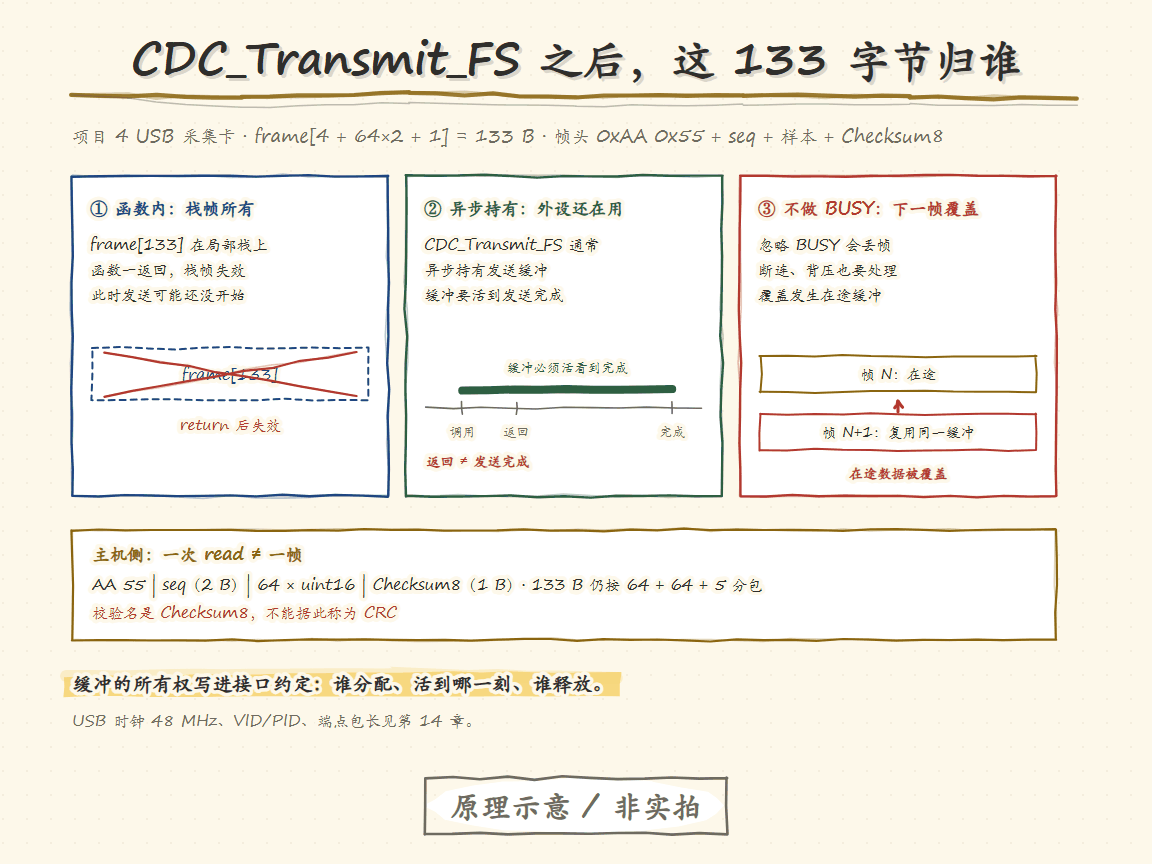 CDC_Transmit_FS 之后，这 133 字节归谁
项目 4 USB 采集卡 · frame[4 + 64×2 + 1] = 133 B · 帧头 0xAA 0x55 + seq + 样本 + Checksum8
① 函数内：栈帧所有
frame[133] 在局部栈上
函数一返回，栈帧失效
此时发送可能还没开始
frame[133]
return 后失效
② 异步持有：外设还在用
CDC_Transmit_FS 通常
异步持有发送缓冲
缓冲要活到发送完成
缓冲必须活着到完成
调用 返回 完成
返回 ≠ 发送完成
③ 不做 BUSY：下一帧覆盖
忽略 BUSY 会丢帧
断连、背压也要处理
覆盖发生在途缓冲
帧 N：在途
帧 N+1：复用同一缓冲
在途数据被覆盖
主机侧：一次 read ≠ 一帧
AA 55 | seq（2 B）| 64 × uint16 | Checksum8（1 B）· 133 B 仍按 64 + 64 + 5 分包
校验名是 Checksum8，不能据此称为 CRC
缓冲的所有权写进接口约定：谁分配、活到哪一刻、谁释放。
USB 时钟 48 MHz、VID/PID、端点包长见第 14 章。
原理示意 / 非实拍